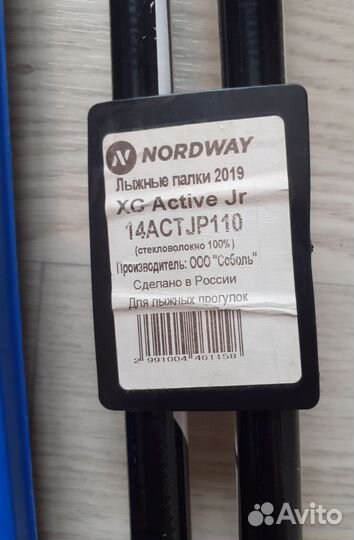 NORDWAY
Лыжные палки 2019
XC Active Jr
14ACTJP110
(стекловолокно 100%)
Производитель: ООО "Соболь"
Сделано в России
Для лыжных прогулок
2 991004 461158
Avito